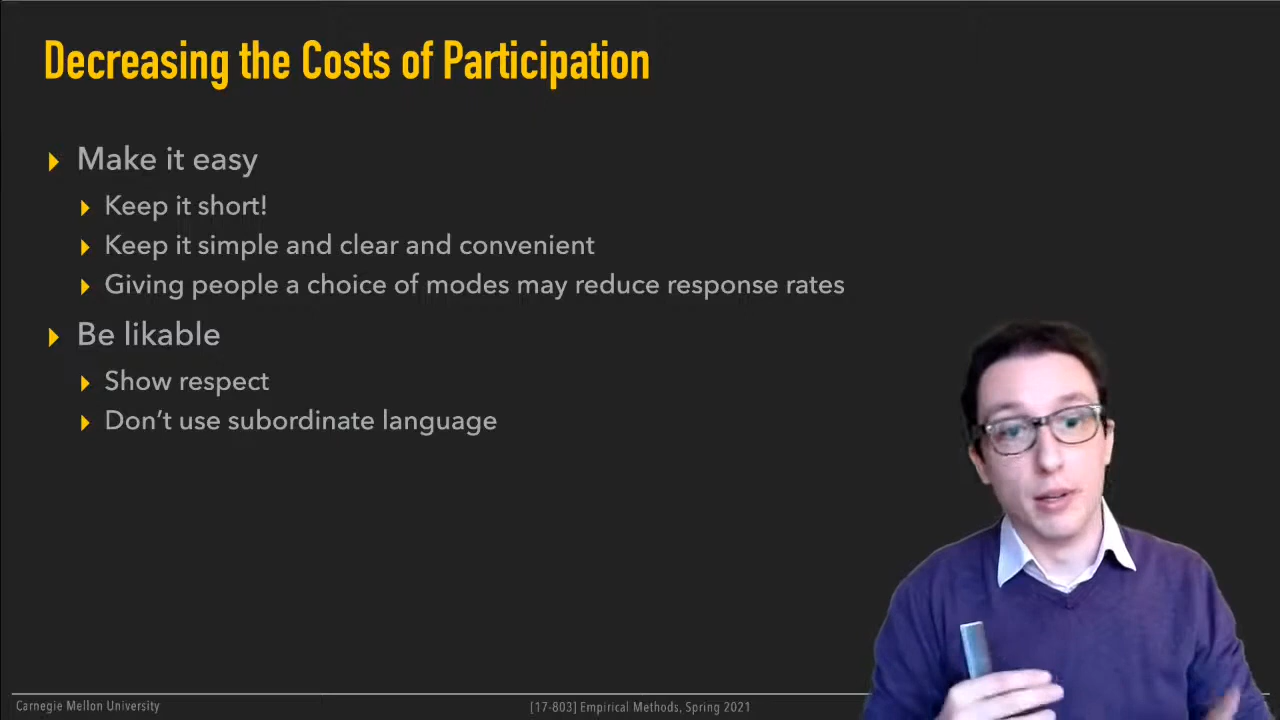 Decreasing the Costs of Participation
Make it easy
Keep it short!
Keep it simple and clear and convenient
Giving people a choice of modes may reduce response rates
Be likable
Show respect
Don’t use subordinate language
Carnegie Mellon University
[17-803] Empirical Methods, Spring 2021